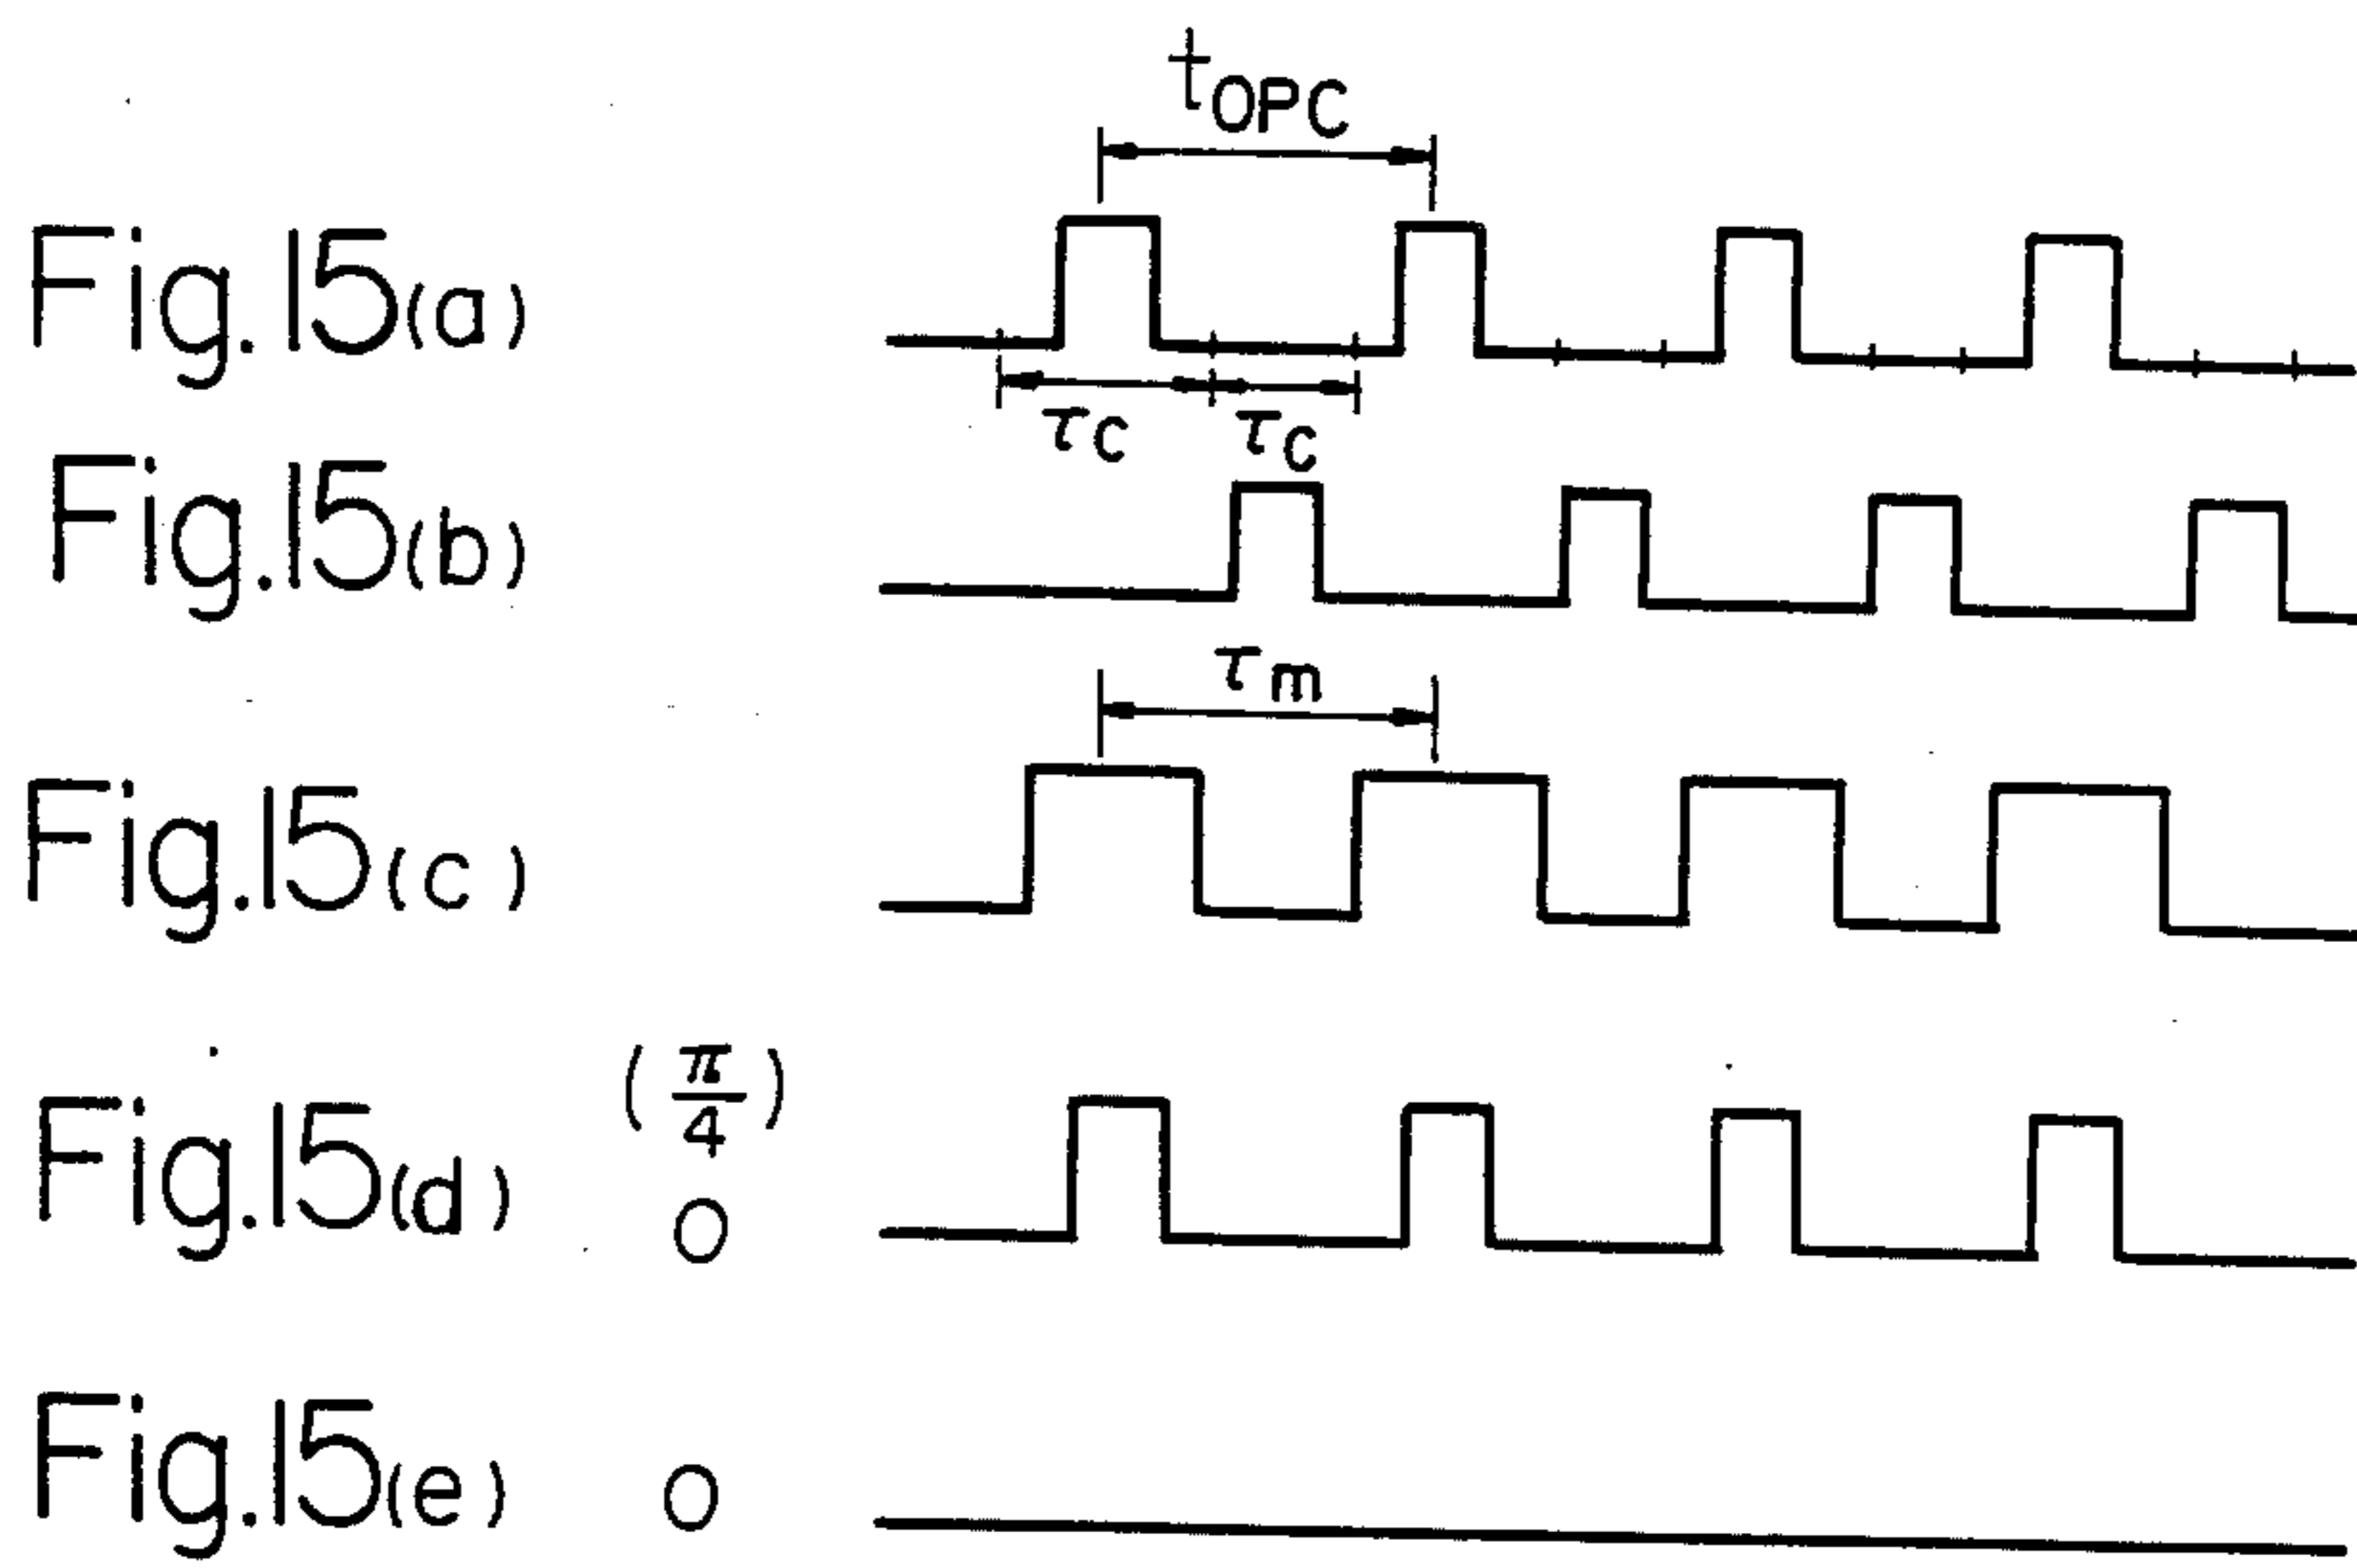 tOPC
Fig.15(a)
τc τc
Fig.15(b)
τm
Fig.15(c)
(π/4)
Fig.15(d) 0
Fig.15(e) 0